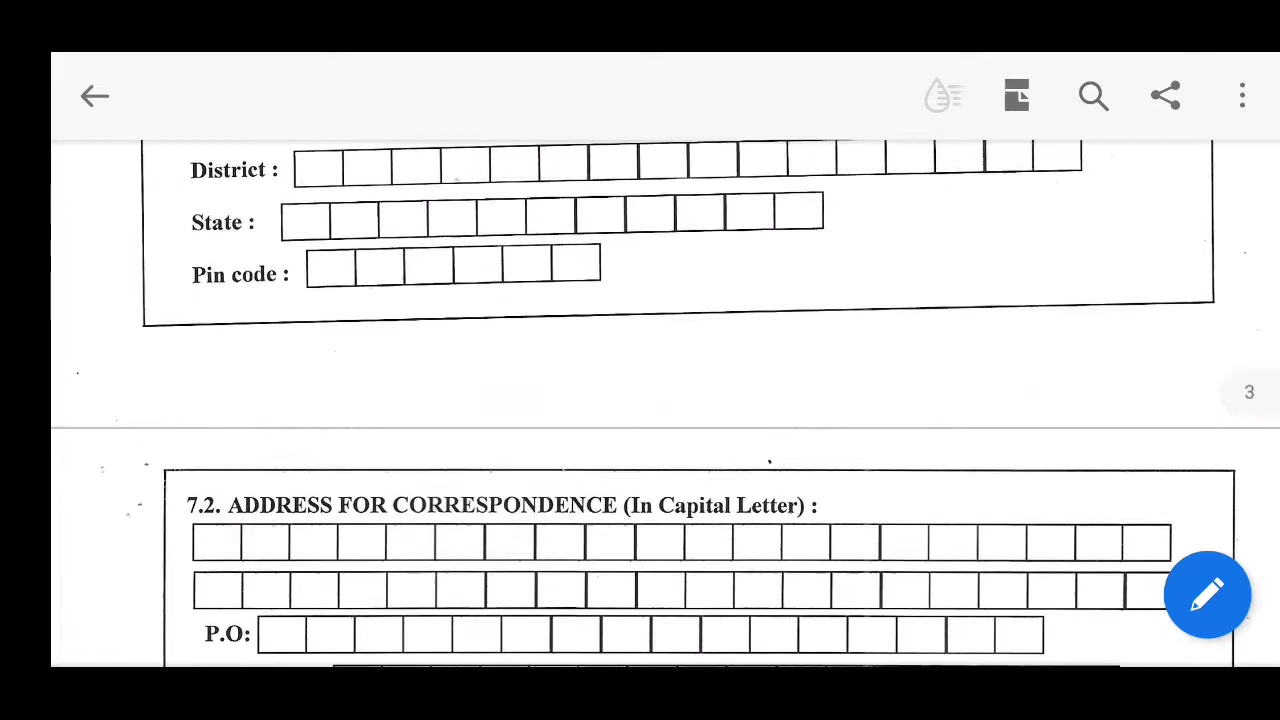 District :
State :
Pin code :
3
7.2. ADDRESS FOR CORRESPONDENCE (In Capital Letter) :
P.O: